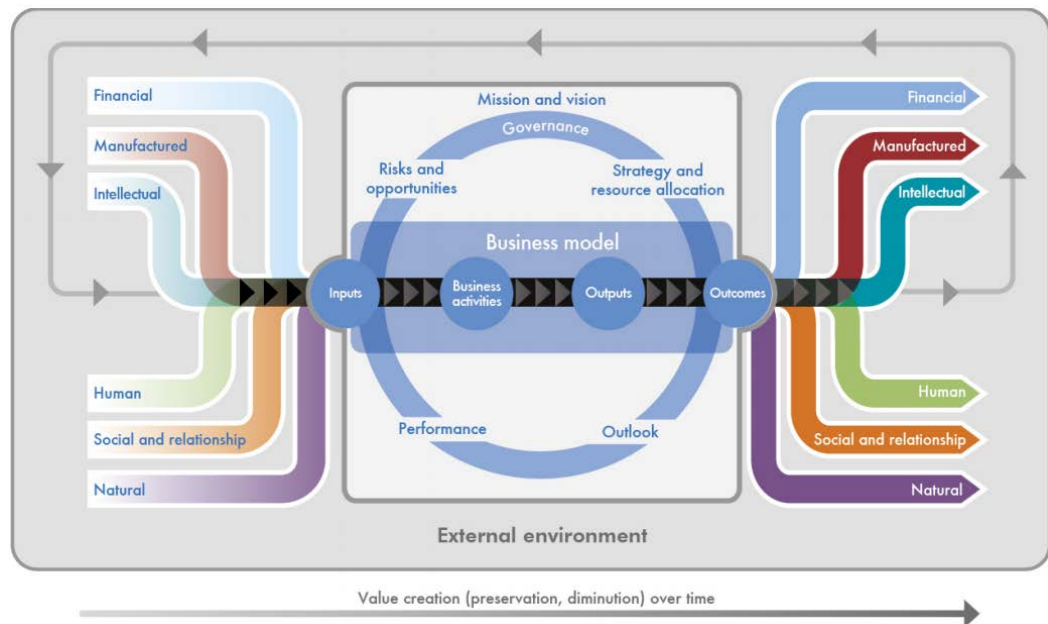 Financial
Manufactured
Intellectual
Human
Social and relationship
Natural
Mission and vision
Governance
Risks and
opportunities
Strategy and
resource allocation
Business model
Inputs
Business
activities
Outputs
Outcomes
Performance
Outlook
Financial
Manufactured
Intellectual
Human
Social and relationship
Natural
External environment
Value creation (preservation, diminution) over time